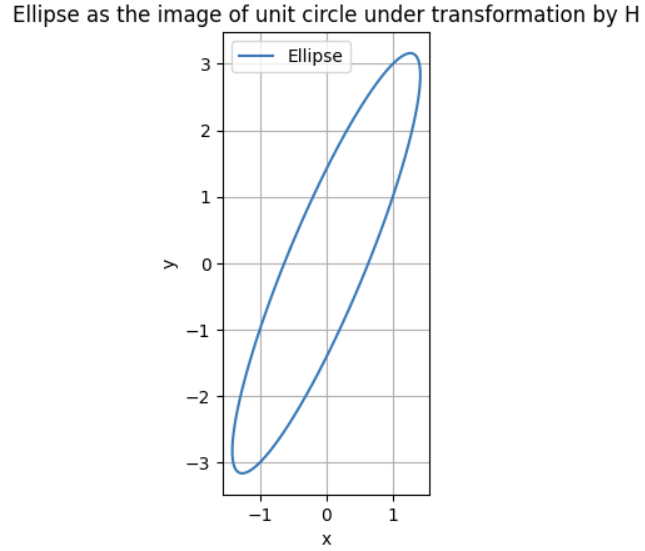 Ellipse as the image of unit circle under transformation by H
Ellipse
3
2
1
0
−1
−2
−3
y
−1 0 1
x